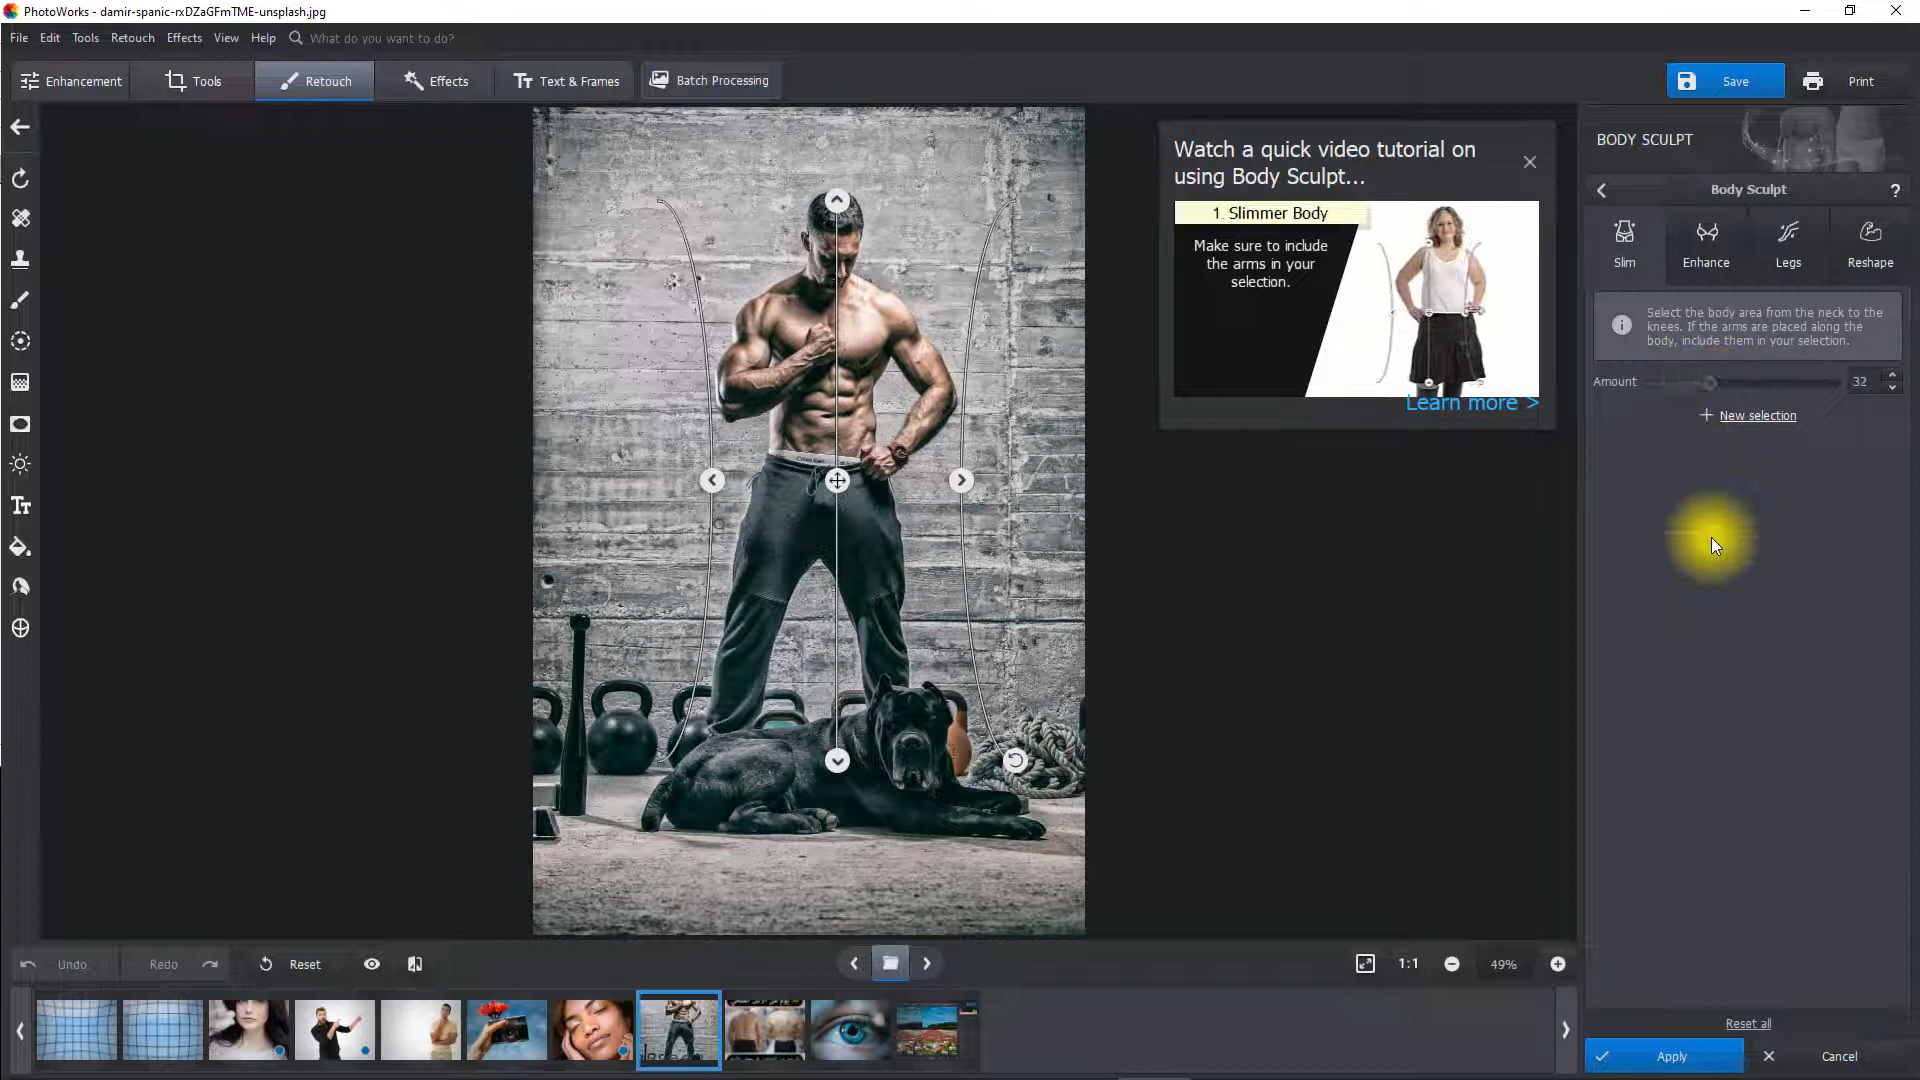 PhotoWorks - damir-spanic-rxDZaGFmTME-unsplash.jpg
File Edit Tools Retouch Effects View Help What do you want to do?
Enhancement Tools Retouch Effects Text & Frames Batch Processing Save Print
BODY SCULPT
Body Sculpt ?
Slim Enhance Legs Reshape
Select the body area from the neck to the
knees. If the arms are placed along the
body, include them in your selection.
Amount 32
New selection
Watch a quick video tutorial on
using Body Sculpt...
1. Slimmer Body
Make sure to include
the arms in your
selection.
Learn more >
Undo Redo Reset 1:1 49%
Reset all
Apply Cancel